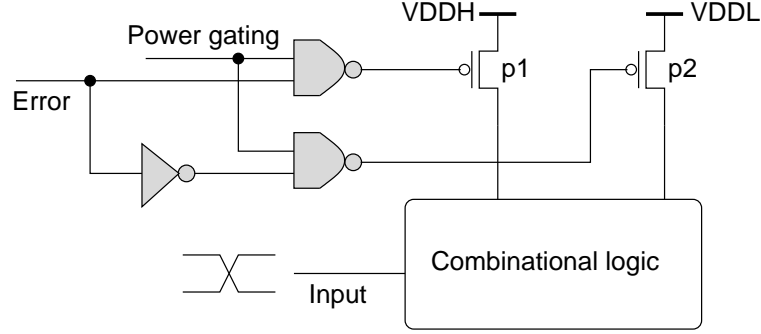 VDDH
VDDL
Power gating
p1
p2
Error
Combinational logic
Input